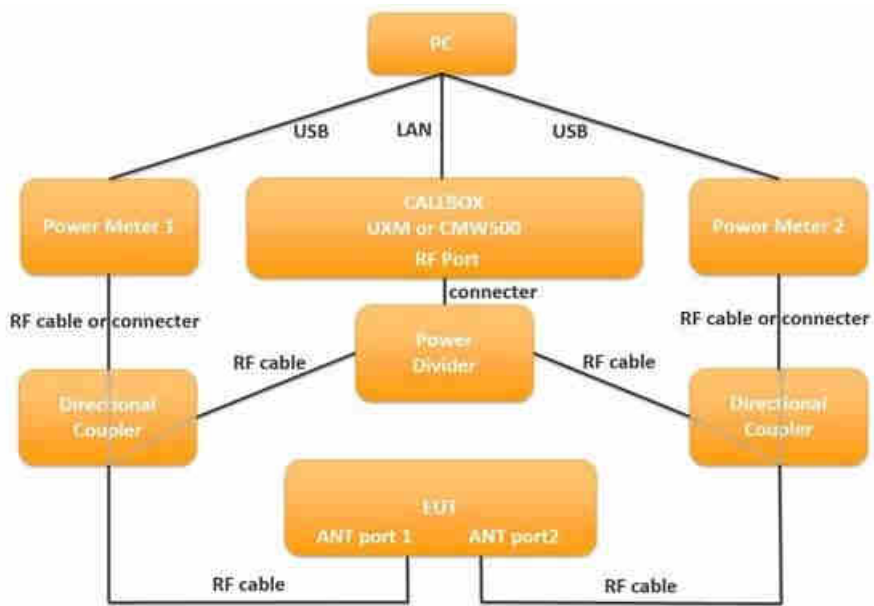 PC
USB
LAN
USB
Power Meter 1
CALLBOX
UXM or CMW500
RF Port
Power Meter 2
connecter
RF cable or connecter
RF cable or connecter
Power
Divider
RF cable
RF cable
Directional
Coupler
Directional
Coupler
EUT
ANT port 1
ANT port2
RF cable
RF cable